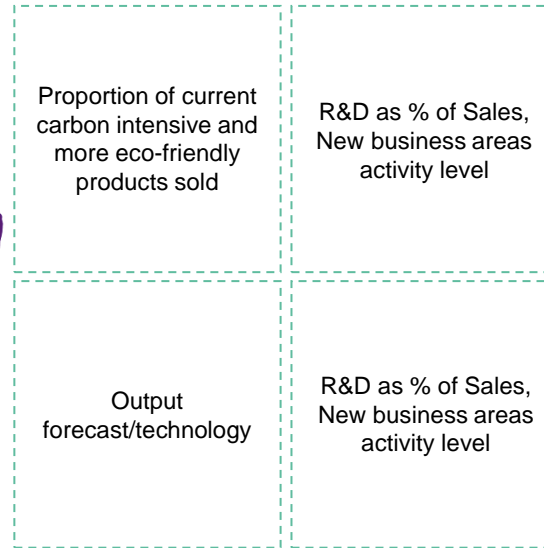 Proportion of current
carbon intensive and
more eco-friendly
products sold
R&D as % of Sales,
New business areas
activity level
Output
forecast/technology
R&D as % of Sales,
New business areas
activity level